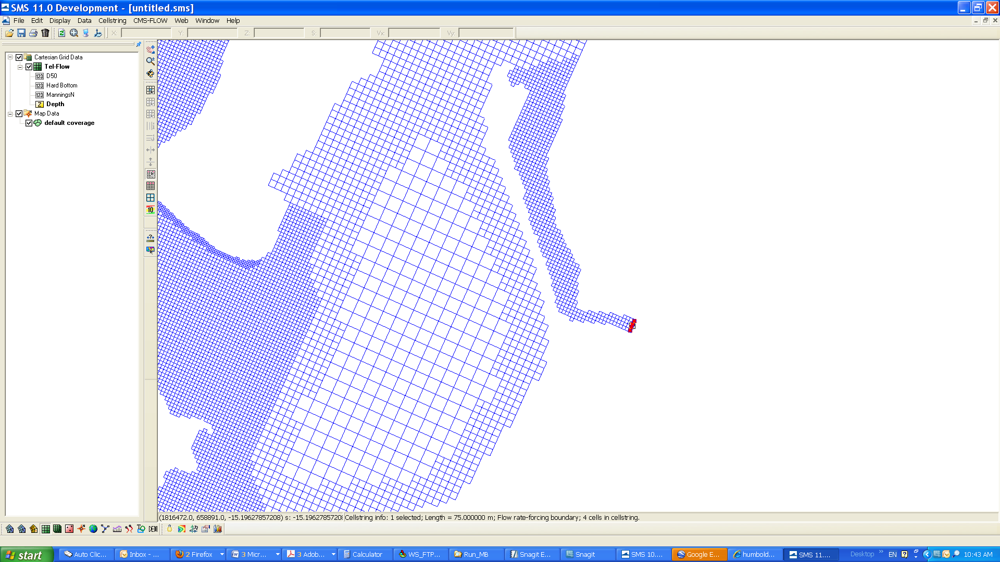 SMS 11.0 Development - [untitled.sms]
File Edit Display Data Cellstring CMS-FLOW Web Window Help
X: Y: Z: S: Vx: Vy:
Cartesian Grid Data
Tel-Flow
123 D50
123 Hard Bottom
123 ManningsN
Z Depth
Map Data
default coverage
10
(1816472.0, 658891.0, -15.19627857208) s: -15.1962785720 Cellstring info: 1 selected; Length = 75.000000 m; Flow rate-forcing boundary; 4 cells in cellstring.
DEM
start Auto Clic... Inbox - ... 2 Firefox 3 Micr... 3 Adob... Calculator WS_FTP... Run_MB Snagit E... Snagit SMS 10.... Google E... humbold... SMS 11.... Desktop » EN 10:43 AM